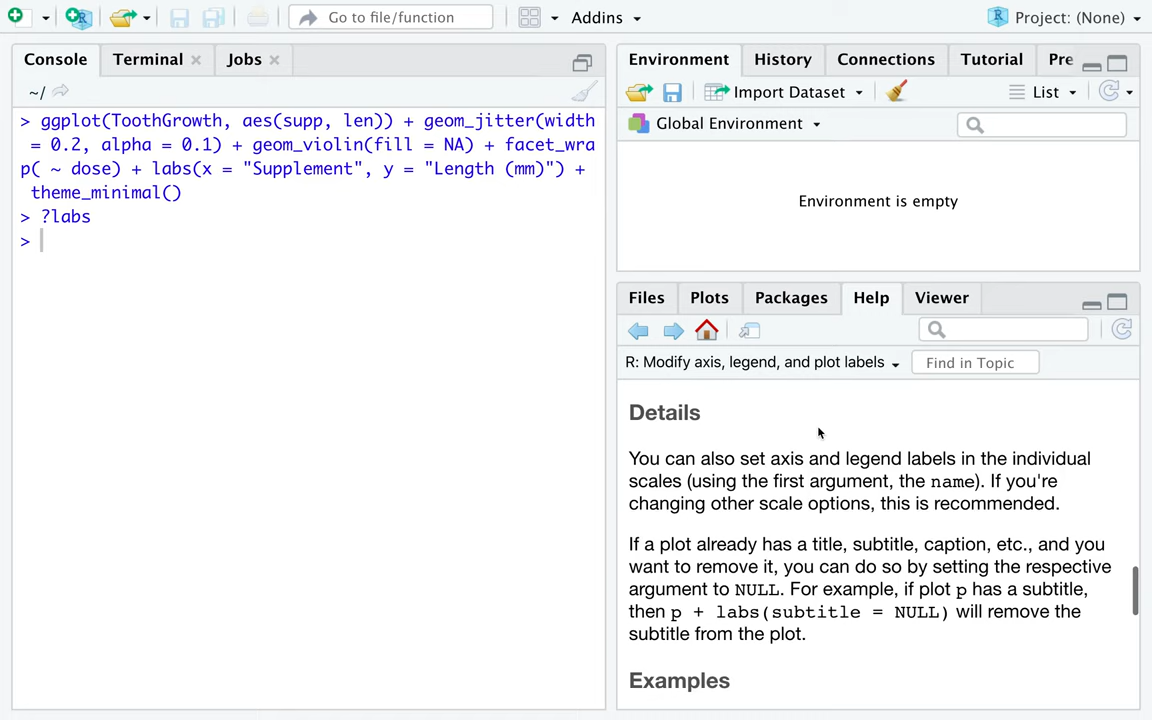 Go to file/function
Addins
Project: (None)
Console
Terminal
Jobs
~/
> ggplot(ToothGrowth, aes(supp, len)) + geom_jitter(width
= 0.2, alpha = 0.1) + geom_violin(fill = NA) + facet_wra
p( ~ dose) + labs(x = "Supplement", y = "Length (mm)") +
theme_minimal()
> ?labs
>
Environment
History
Connections
Tutorial
Pre
Import Dataset
List
Global Environment
Environment is empty
Files
Plots
Packages
Help
Viewer
R: Modify axis, legend, and plot labels
Find in Topic
Details
You can also set axis and legend labels in the individual
scales (using the first argument, the name). If you're
changing other scale options, this is recommended.
If a plot already has a title, subtitle, caption, etc., and you
want to remove it, you can do so by setting the respective
argument to NULL. For example, if plot p has a subtitle,
then p + labs(subtitle = NULL) will remove the
subtitle from the plot.
Examples